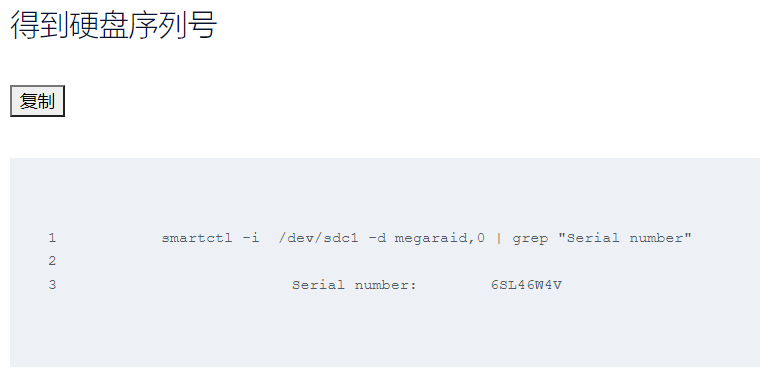 得到硬盘序列号
复制
1 smartctl -i  /dev/sdc1 -d megaraid,0 | grep "Serial number"
2
3 Serial number:        6SL46W4V